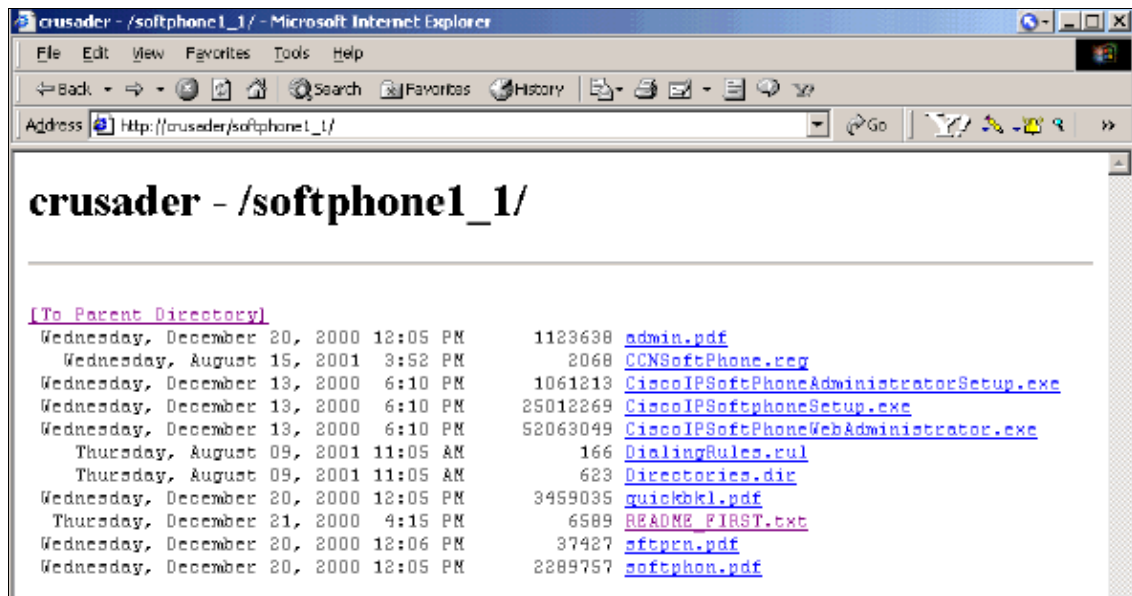 crusader - /softphone1_1/ - Microsoft Internet Explorer
File Edit View Favorites Tools Help
Back Search Favorites History
Address http://crusader/softphone1_1/ Go
crusader - /softphone1_1/
[To Parent Directory]
Wednesday, December 20, 2000 12:05 PM 1123638 admin.pdf
Wednesday, August 15, 2001 3:52 PM 2068 CCNSoftPhone.reg
Wednesday, December 13, 2000 6:10 PM 1061213 CiscoIPSoftPhoneAdministratorSetup.exe
Wednesday, December 13, 2000 6:10 PM 25012269 CiscoIPSoftphoneSetup.exe
Wednesday, December 13, 2000 6:10 PM 52063049 CiscoIPSoftPhoneWebAdministrator.exe
Thursday, August 09, 2001 11:05 AM 166 DialingRules.rul
Thursday, August 09, 2001 11:05 AM 623 Directories.dir
Wednesday, December 20, 2000 12:05 PM 3459035 quickbk1.pdf
Thursday, December 21, 2000 4:15 PM 6589 README_FIRST.txt
Wednesday, December 20, 2000 12:06 PM 37427 sftprn.pdf
Wednesday, December 20, 2000 12:05 PM 2289757 softphon.pdf